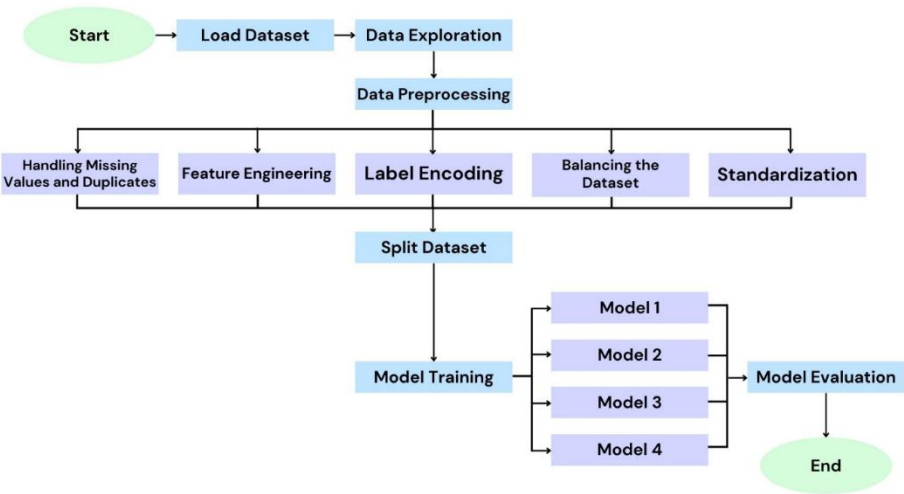 Start
Load Dataset
Data Exploration
Data Preprocessing
Handling Missing
Values and Duplicates
Feature Engineering
Label Encoding
Balancing the
Dataset
Standardization
Split Dataset
Model Training
Model 1
Model 2
Model 3
Model 4
Model Evaluation
End